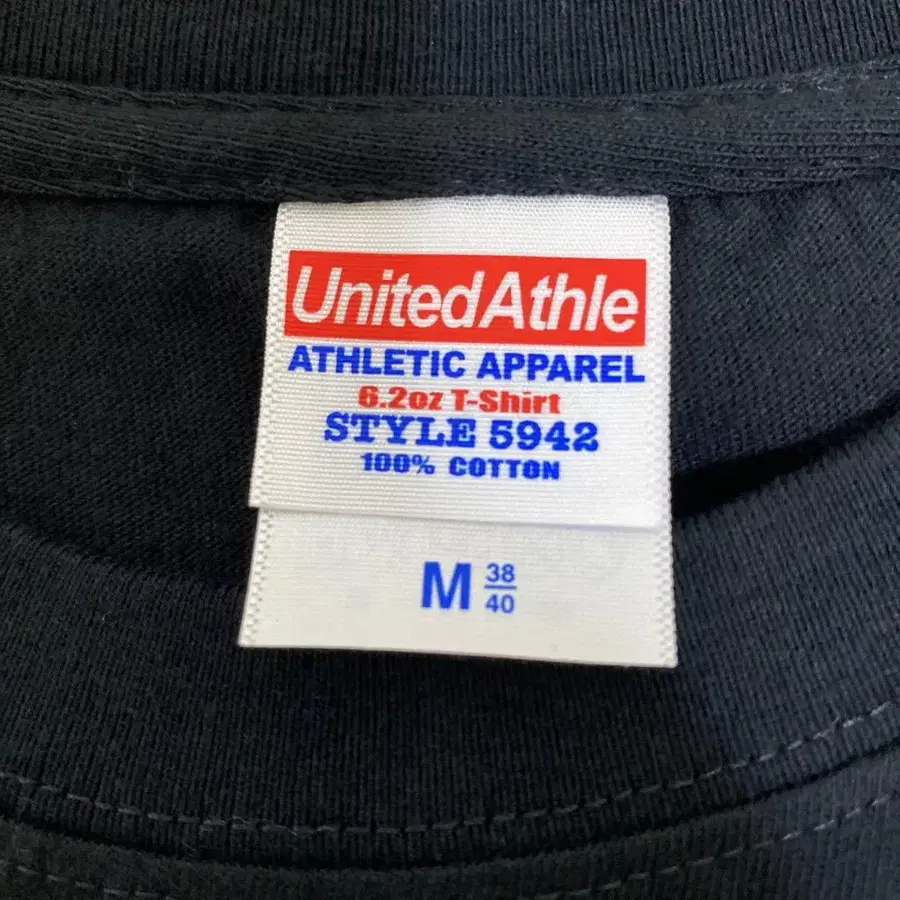 UnitedAthle
ATHLETIC APPAREL
6.2oz T-Shirt
STYLE 5942
100% COTTON
M 38/40